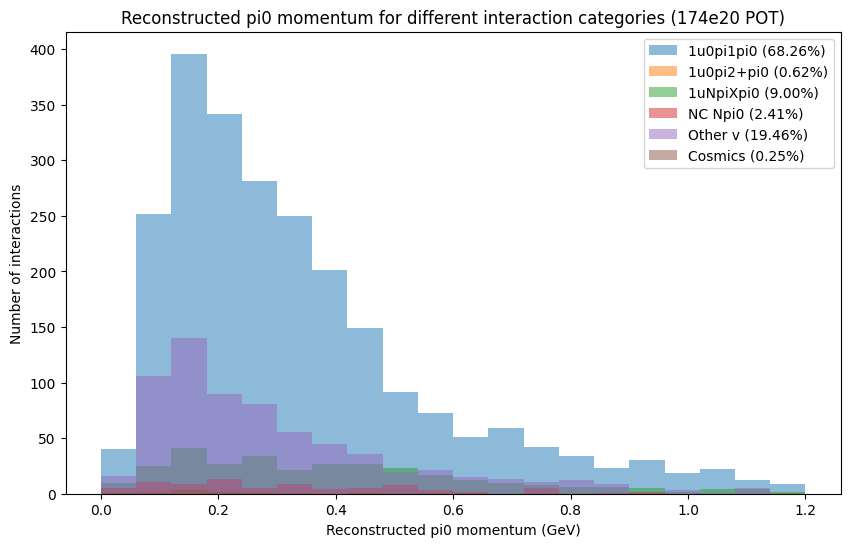 Reconstructed pi0 momentum for different interaction categories (174e20 POT)
1u0pi1pi0 (68.26%)
1u0pi2+pi0 (0.62%)
1uNpiXpi0 (9.00%)
NC Npi0 (2.41%)
Other v (19.46%)
Cosmics (0.25%)
Number of interactions
400
350
300
250
200
150
100
50
0
0.0 0.2 0.4 0.6 0.8 1.0 1.2
Reconstructed pi0 momentum (GeV)